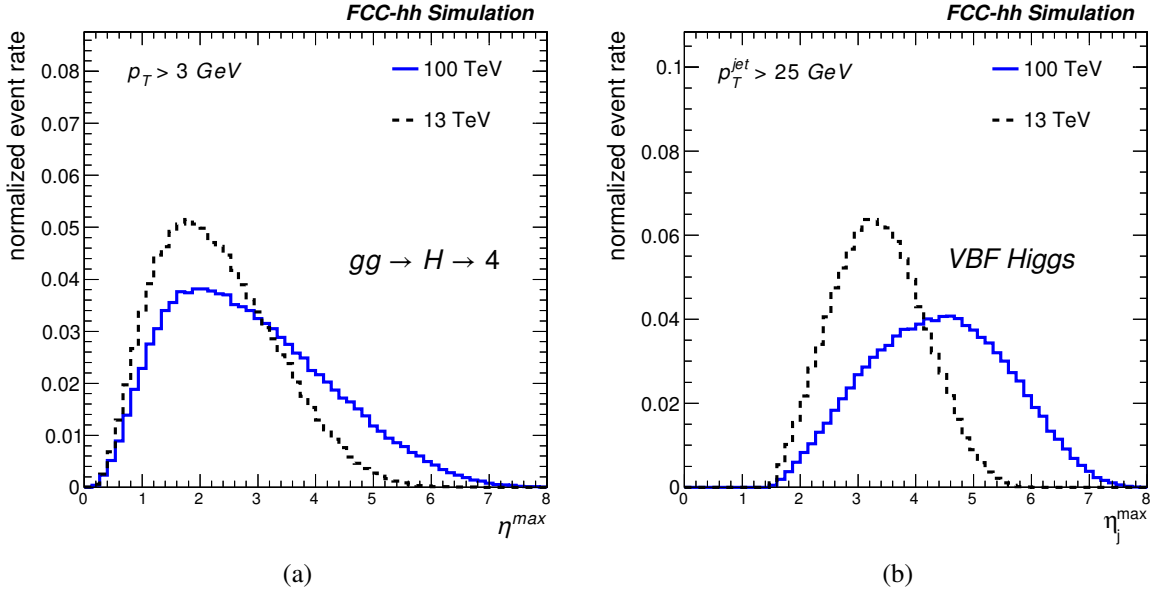 FCC-hh Simulation
normalized event rate
0.08
0.07
0.06
0.05
0.04
0.03
0.02
0.01
0
p_T > 3 GeV
100 TeV
13 TeV
gg → H → 4
0 1 2 3 4 5 6 7 8
η^max
(a)
FCC-hh Simulation
normalized event rate
0.1
0.08
0.06
0.04
0.02
0
p_T^jet > 25 GeV
100 TeV
13 TeV
VBF Higgs
0 1 2 3 4 5 6 7 8
η_j^max
(b)